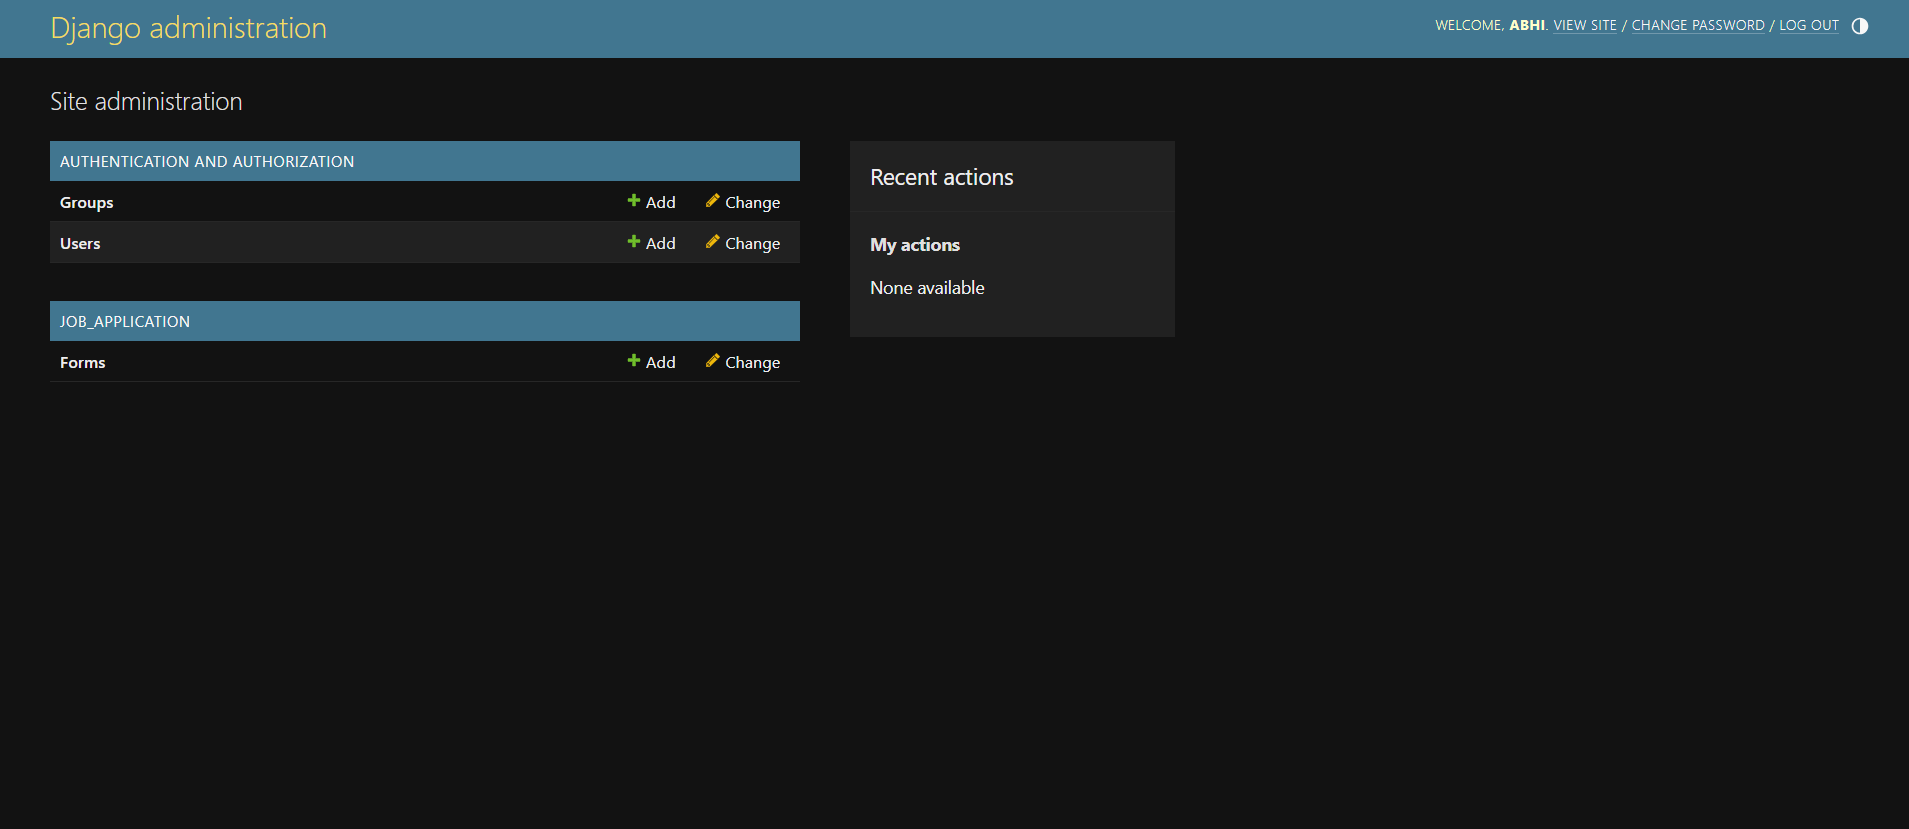 Django administration
WELCOME, ABHI. VIEW SITE / CHANGE PASSWORD / LOG OUT
Site administration
AUTHENTICATION AND AUTHORIZATION
Groups Add Change
Users Add Change
JOB_APPLICATION
Forms Add Change
Recent actions
My actions
None available